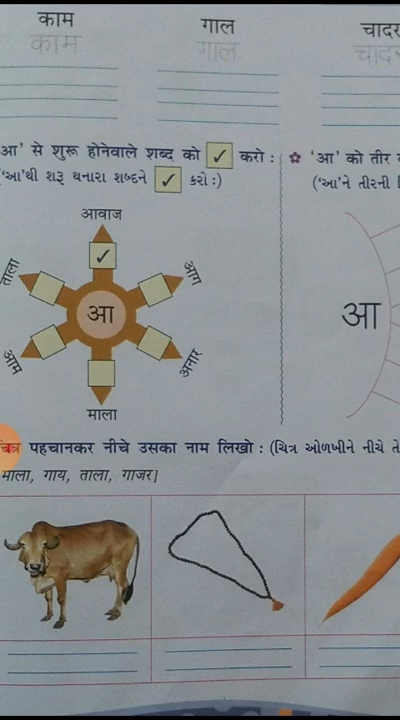 काम
गाल
चादर
काम
गाल
चादर
आ' से शुरू होनेवाले शब्द को ✓ करो :
('આ'થી શરૂ થનારા શબ્દને ✓ કરો :)
आवाज
ताला
आग
आ
आम
अनार
माला
'आ' को तीर
('આ'ને તીરની
आ
चित्र पहचानकर नीचे उसका नाम लिखो : (ચિત્ર ઓળખીને નીચે તે
माला, गाय, ताला, गाजर]